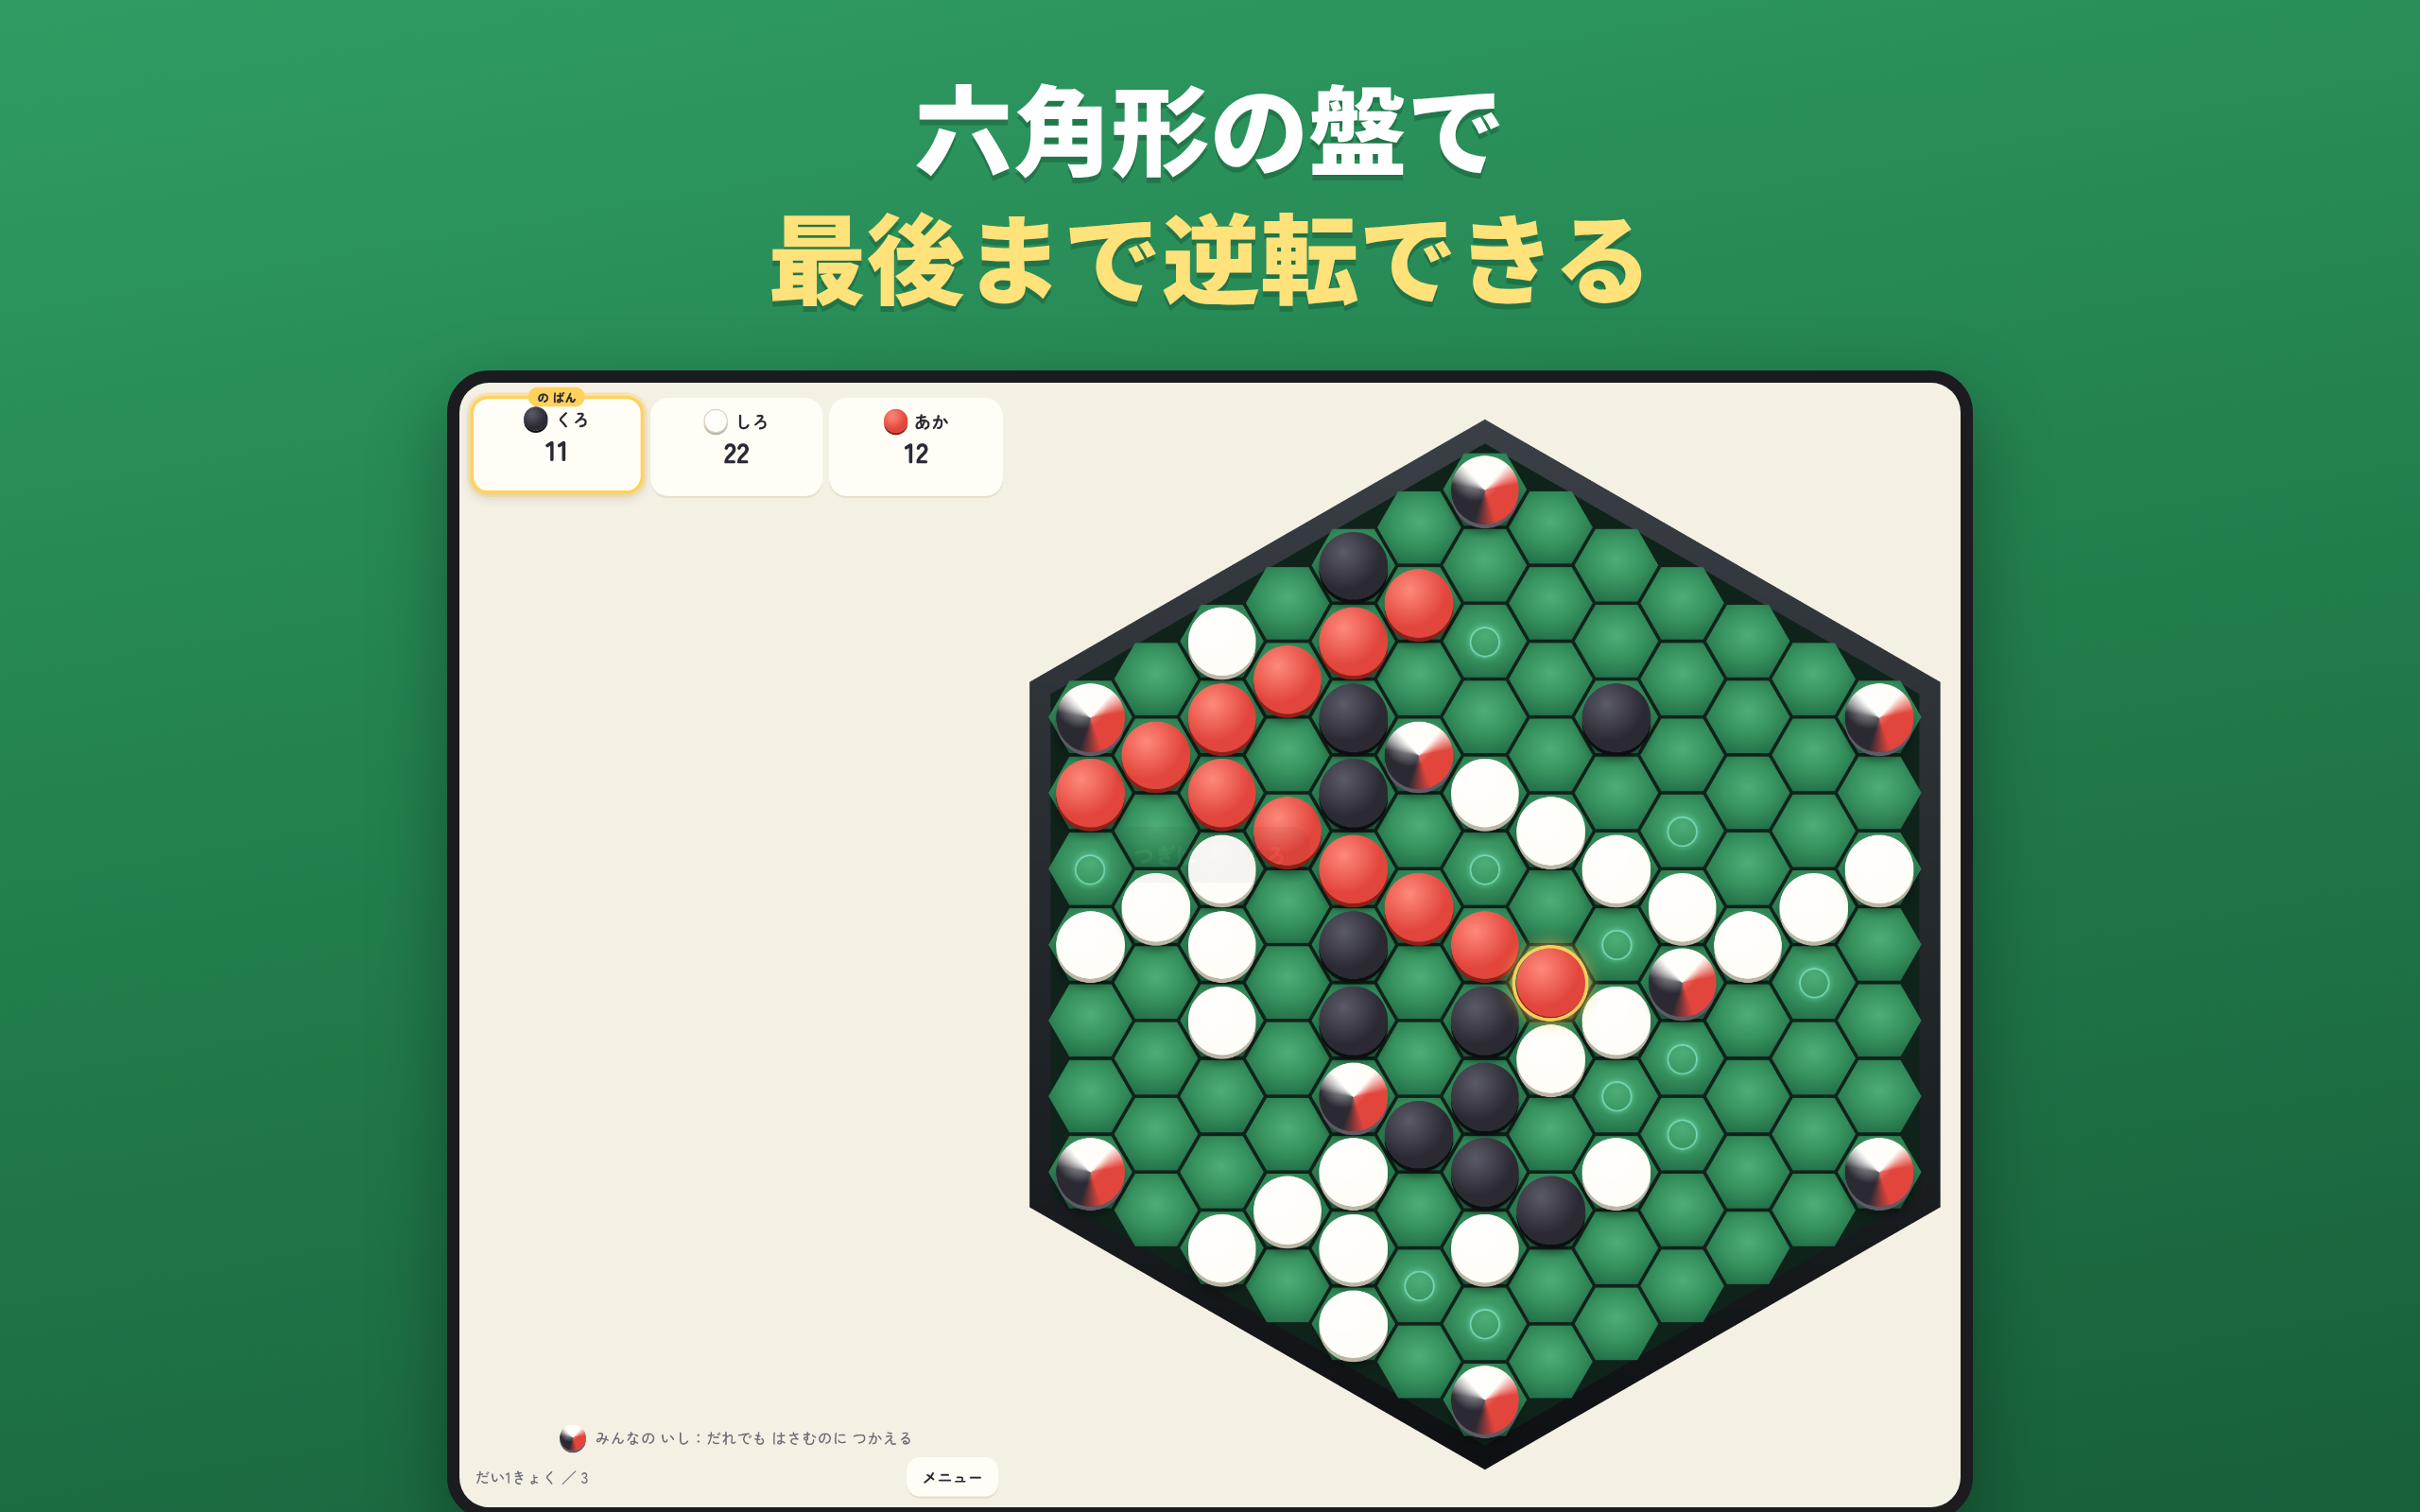 六角形の盤で
最後まで逆転できる
の ばん
くろ
11
しろ
22
あか
12
みんなの いし：だれでも はさむのに つかえる
だい1きょく ／ 3
メニュー